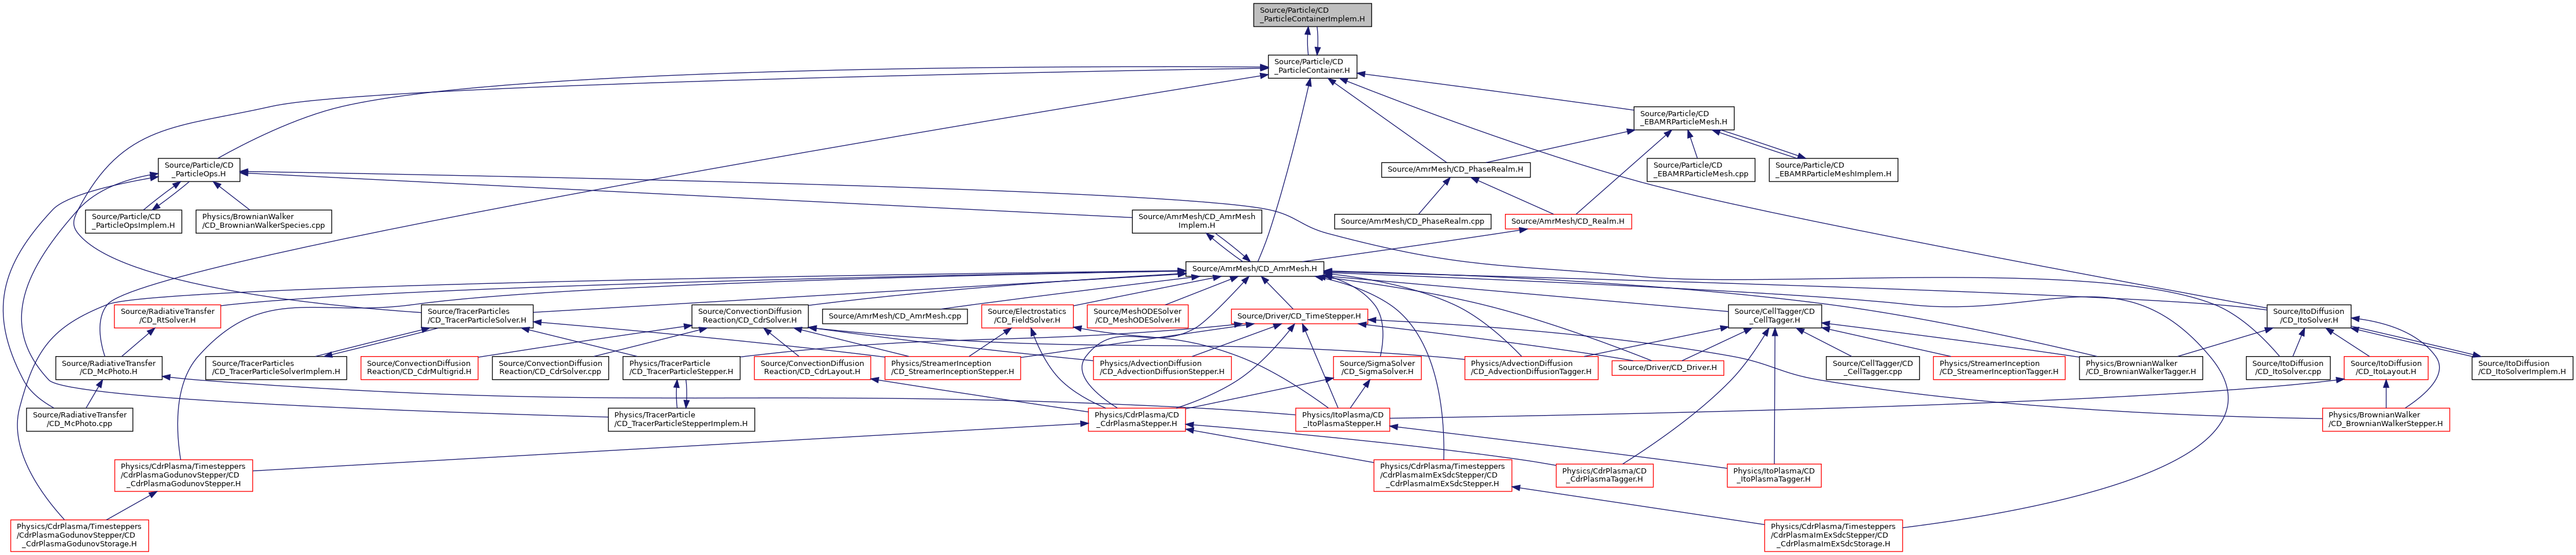 Source/Particle/CD
_ParticleContainerImplem.H
Source/Particle/CD
_ParticleContainer.H
Source/Particle/CD
_EBAMRParticleMesh.H
Source/Particle/CD
_ParticleOps.H
Source/AmrMesh/CD_PhaseRealm.H
Source/Particle/CD
_EBAMRParticleMesh.cpp
Source/Particle/CD
_EBAMRParticleMeshImplem.H
Source/Particle/CD
_ParticleOpsImplem.H
Physics/BrownianWalker
/CD_BrownianWalkerSpecies.cpp
Source/AmrMesh/CD_AmrMesh
Implem.H
Source/AmrMesh/CD_PhaseRealm.cpp
Source/AmrMesh/CD_Realm.H
Source/AmrMesh/CD_AmrMesh.H
Source/RadiativeTransfer
/CD_RtSolver.H
Source/TracerParticles
/CD_TracerParticleSolver.H
Source/ConvectionDiffusion
Reaction/CD_CdrSolver.H
Source/AmrMesh/CD_AmrMesh.cpp
Source/Electrostatics
/CD_FieldSolver.H
Source/MeshODESolver
/CD_MeshODESolver.H
Source/Driver/CD_TimeStepper.H
Source/CellTagger/CD
_CellTagger.H
Source/ItoDiffusion
/CD_ItoSolver.H
Source/RadiativeTransfer
/CD_McPhoto.H
Source/TracerParticles
/CD_TracerParticleSolverImplem.H
Source/ConvectionDiffusion
Reaction/CD_CdrMultigrid.H
Source/ConvectionDiffusion
Reaction/CD_CdrSolver.cpp
Physics/TracerParticle
/CD_TracerParticleStepper.H
Source/ConvectionDiffusion
Reaction/CD_CdrLayout.H
Physics/StreamerInception
/CD_StreamerInceptionStepper.H
Physics/AdvectionDiffusion
/CD_AdvectionDiffusionStepper.H
Source/SigmaSolver
/CD_SigmaSolver.H
Physics/AdvectionDiffusion
/CD_AdvectionDiffusionTagger.H
Source/Driver/CD_Driver.H
Source/CellTagger/CD
_CellTagger.cpp
Physics/StreamerInception
/CD_StreamerInceptionTagger.H
Physics/BrownianWalker
/CD_BrownianWalkerTagger.H
Source/ItoDiffusion
/CD_ItoSolver.cpp
Source/ItoDiffusion
/CD_ItoLayout.H
Source/ItoDiffusion
/CD_ItoSolverImplem.H
Source/RadiativeTransfer
/CD_McPhoto.cpp
Physics/TracerParticle
/CD_TracerParticleStepperImplem.H
Physics/CdrPlasma/CD
_CdrPlasmaStepper.H
Physics/ItoPlasma/CD
_ItoPlasmaStepper.H
Physics/BrownianWalker
/CD_BrownianWalkerStepper.H
Physics/CdrPlasma/Timesteppers
/CdrPlasmaGodunovStepper/CD
_CdrPlasmaGodunovStepper.H
Physics/CdrPlasma/Timesteppers
/CdrPlasmaImExSdcStepper/CD
_CdrPlasmaImExSdcStepper.H
Physics/CdrPlasma/CD
_CdrPlasmaTagger.H
Physics/ItoPlasma/CD
_ItoPlasmaTagger.H
Physics/CdrPlasma/Timesteppers
/CdrPlasmaGodunovStepper/CD
_CdrPlasmaGodunovStorage.H
Physics/CdrPlasma/Timesteppers
/CdrPlasmaImExSdcStepper/CD
_CdrPlasmaImExSdcStorage.H